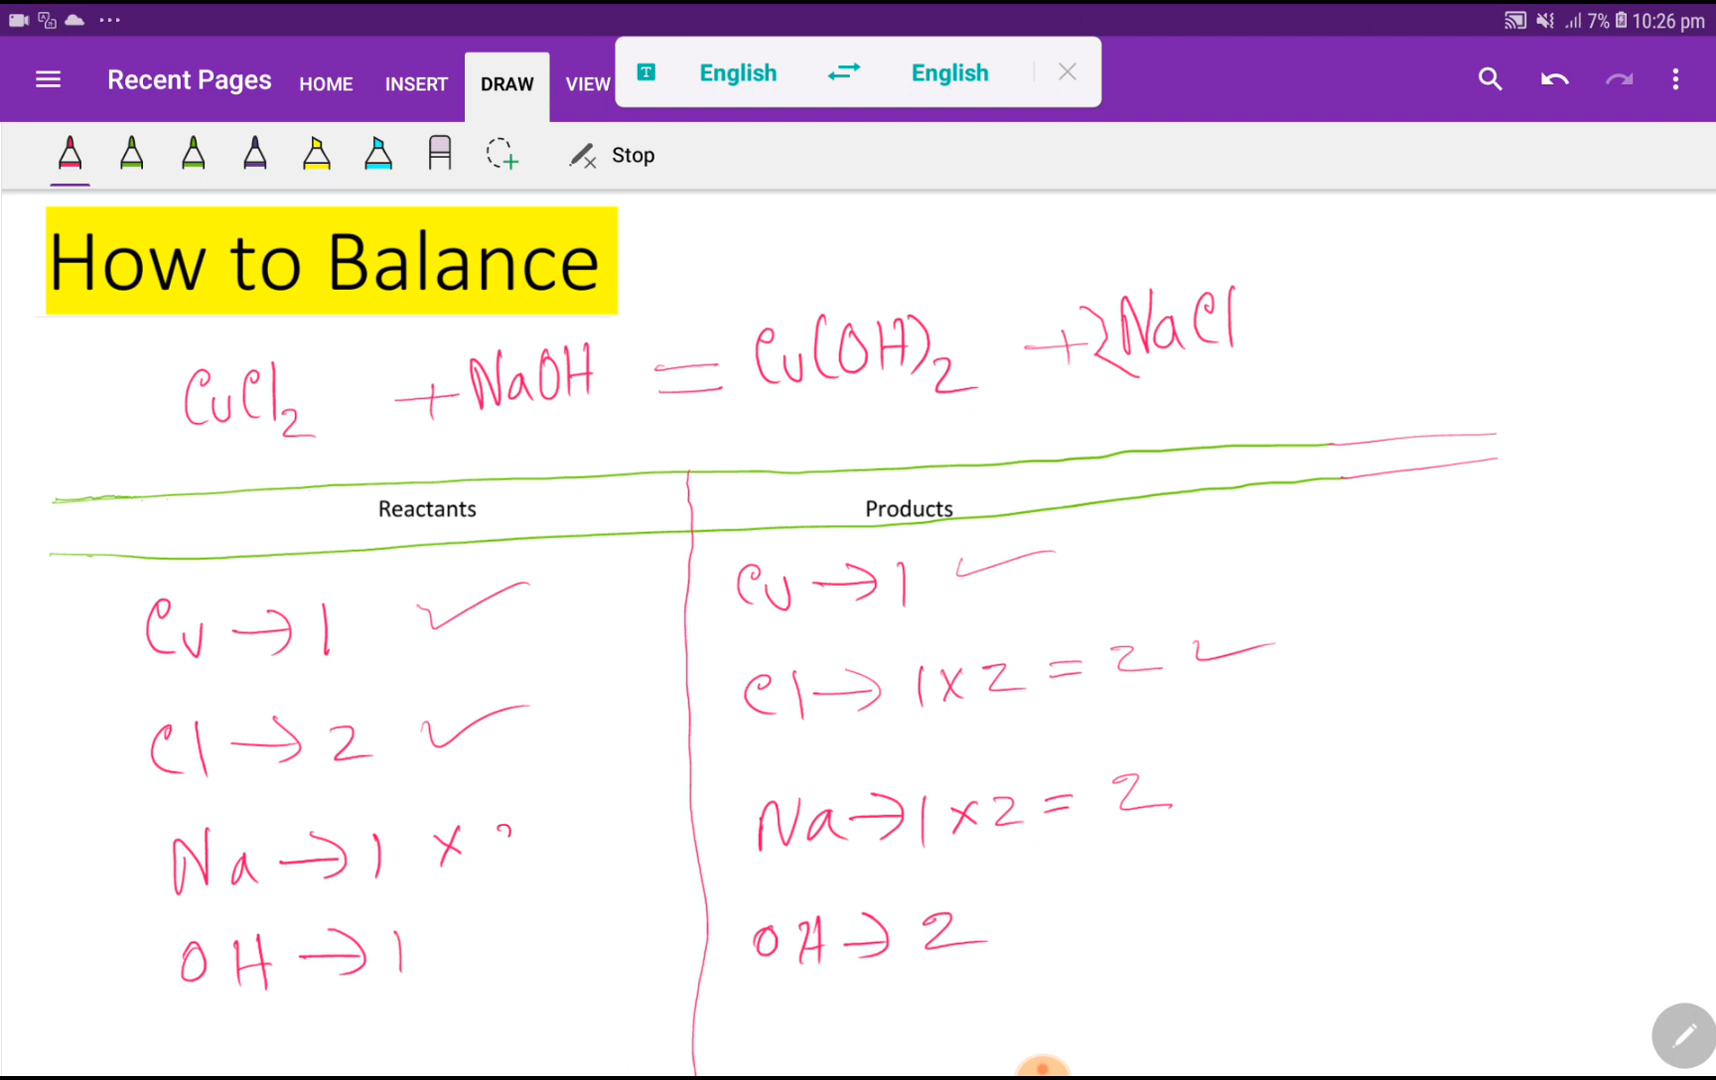 7% 10:26 pm
Recent Pages HOME INSERT DRAW VIEW
English English
Stop
How to Balance
CuCl2 + NaOH = Cu(OH)2 + 2NaCl
Reactants Products
Cu → 1 ✓ Cu → 1 ✓
Cl → 2 ✓ Cl → 1 x 2 = 2 ✓
Na → 1 x Na → 1 x 2 = 2
OH → 1 OH → 2